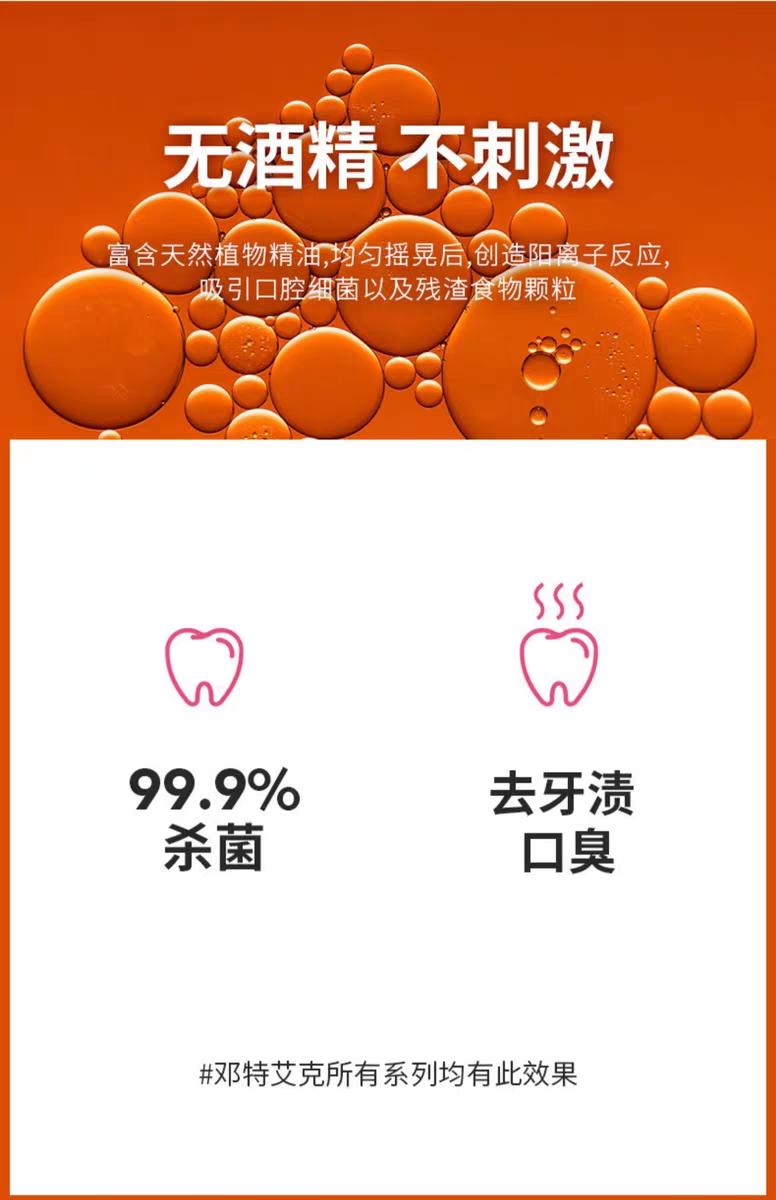 无酒精 不刺激
富含天然植物精油,均匀摇晃后,创造阳离子反应,
吸引口腔细菌以及残渣食物颗粒
99.9%
杀菌
去牙渍
口臭
#邓特艾克所有系列均有此效果